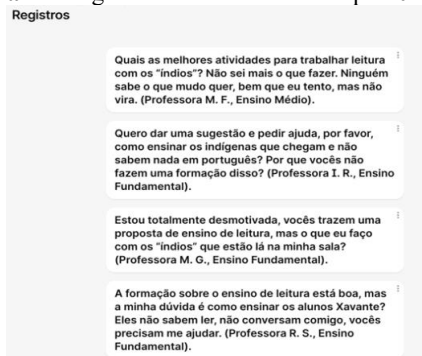 Registros
Quais as melhores atividades para trabalhar leitura
com os "índios"? Não sei mais o que fazer. Ninguém
sabe o que mudo quer, bem que eu tento, mas não
vira. (Professora M. F., Ensino Médio).
Quero dar uma sugestão e pedir ajuda, por favor,
como ensinar os indígenas que chegam e não
sabem nada em português? Por que vocês não
fazem uma formação disso? (Professora I. R., Ensino
Fundamental).
Estou totalmente desmotivada, vocês trazem uma
proposta de ensino de leitura, mas o que eu faço
com os "índios" que estão lá na minha sala?
(Professora M. G., Ensino Fundamental).
A formação sobre o ensino de leitura está boa, mas
a minha dúvida é como ensinar os alunos Xavante?
Eles não sabem ler, não conversam comigo, vocês
precisam me ajudar. (Professora R. S., Ensino
Fundamental).